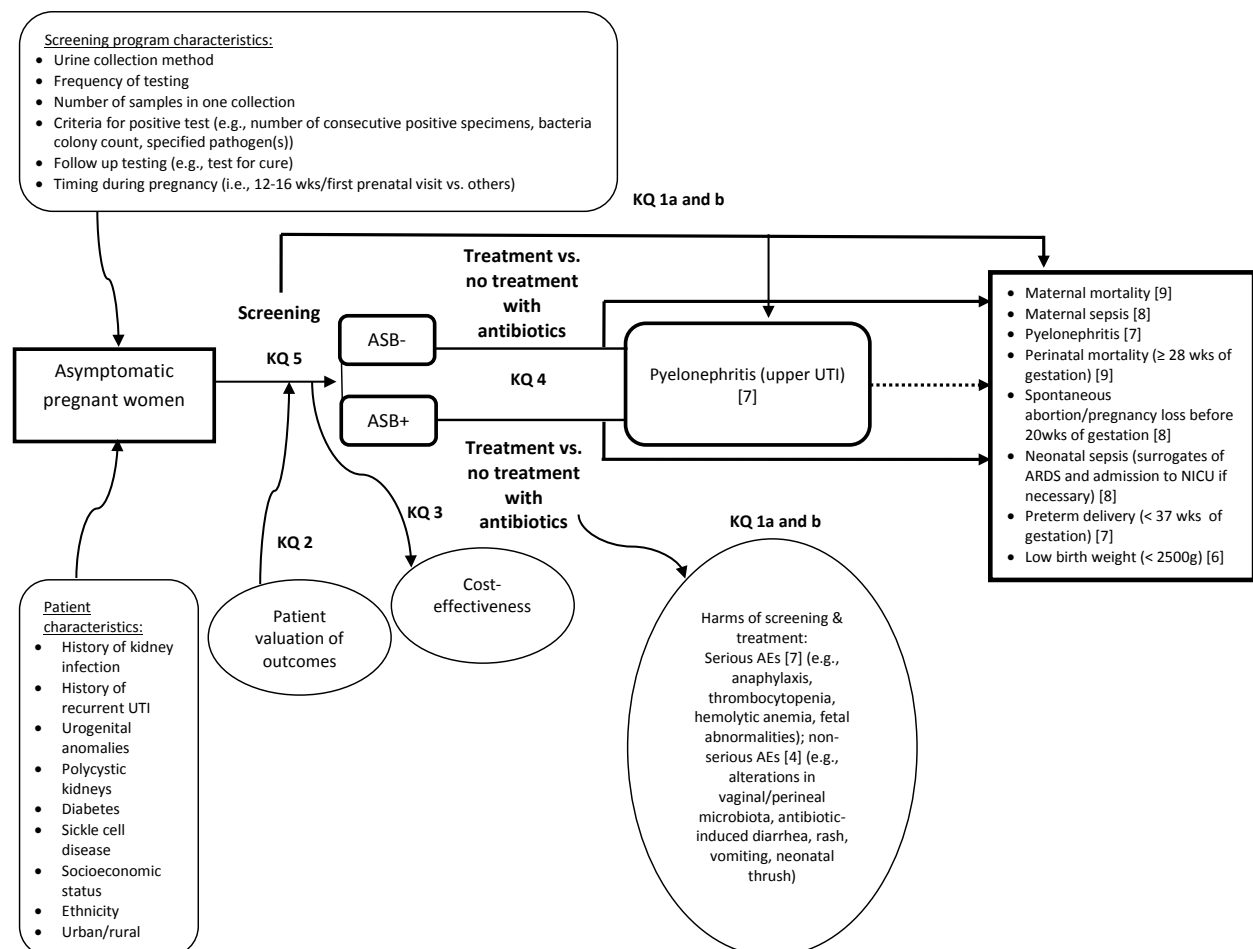 Screening program characteristics:
• Urine collection method
• Frequency of testing
• Number of samples in one collection
• Criteria for positive test (e.g., number of consecutive positive specimens, bacteria
colony count, specified pathogen(s))
• Follow up testing (e.g., test for cure)
• Timing during pregnancy (i.e., 12-16 wks/first prenatal visit vs. others)
KQ 1a and b
Treatment vs.
no treatment
with
antibiotics
Screening
KQ 5
Asymptomatic
pregnant women
ASB-
ASB+
KQ 4
Pyelonephritis (upper UTI)
[7]
• Maternal mortality [9]
• Maternal sepsis [8]
• Pyelonephritis [7]
• Perinatal mortality (≥ 28 wks of
gestation) [9]
• Spontaneous
abortion/pregnancy loss before
20wks of gestation [8]
• Neonatal sepsis (surrogates of
ARDS and admission to NICU if
necessary) [8]
• Preterm delivery (< 37 wks of
gestation) [7]
• Low birth weight (< 2500g) [6]
Treatment vs.
no treatment
with
antibiotics
KQ 2
KQ 3
KQ 1a and b
Patient
valuation of
outcomes
Cost-
effectiveness
Patient
characteristics:
• History of kidney
infection
• History of
recurrent UTI
• Urogenital
anomalies
• Polycystic
kidneys
• Diabetes
• Sickle cell
disease
• Socioeconomic
status
• Ethnicity
• Urban/rural
Harms of screening &
treatment:
Serious AEs [7] (e.g.,
anaphylaxis,
thrombocytopenia,
hemolytic anemia, fetal
abnormalities); non-
serious AEs [4] (e.g.,
alterations in
vaginal/perineal
microbiota, antibiotic-
induced diarrhea, rash,
vomiting, neonatal
thrush)